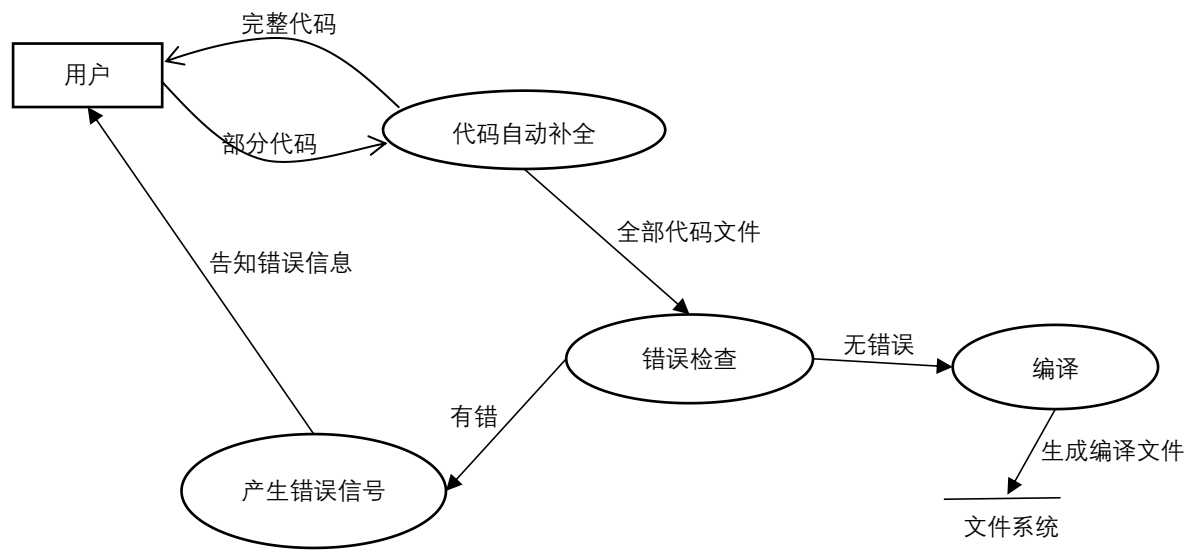 完整代码
用户
部分代码
代码自动补全
全部代码文件
告知错误信息
无错误
错误检查
编译
有错
生成编译文件
产生错误信号
文件系统